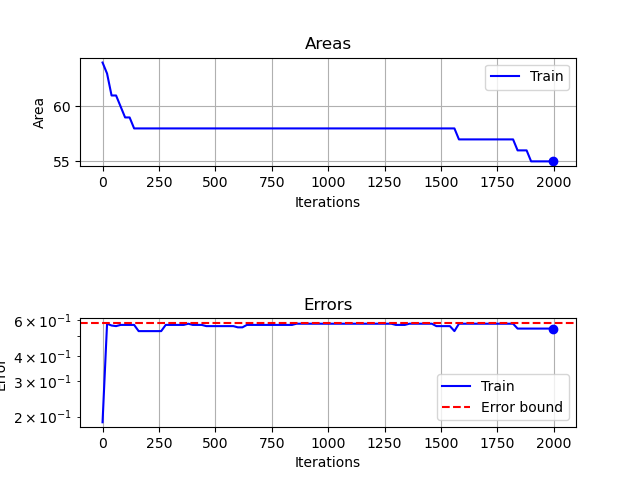 Areas
Train
60
55
Area
0 250 500 750 1000 1250 1500 1750 2000
Iterations
Errors
6 × 10⁻¹
4 × 10⁻¹
3 × 10⁻¹
2 × 10⁻¹
Error
Train
Error bound
0 250 500 750 1000 1250 1500 1750 2000
Iterations